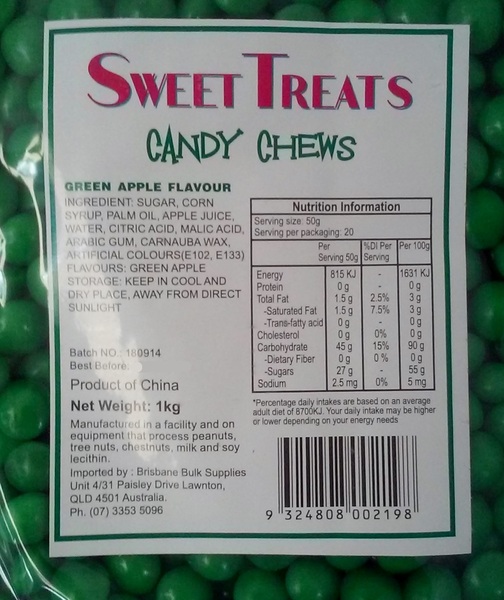 SWEET TREATS
CANDY CHEWS
GREEN APPLE FLAVOUR
INGREDIENT: SUGAR, CORN
SYRUP, PALM OIL, APPLE JUICE,
WATER, CITRIC ACID, MALIC ACID,
ARABIC GUM, CARNAUBA WAX,
ARTIFICIAL COLOURS(E102, E133)
FLAVOURS: GREEN APPLE
STORAGE: KEEP IN COOL AND
DRY PLACE, AWAY FROM DIRECT
SUNLIGHT
Batch NO.: 180914
Best Before:
Product of China
Net Weight: 1kg
Manufactured in a facility and on
equipment that process peanuts,
tree nuts, chestnuts, milk and soy
lecithin.
Imported by : Brisbane Bulk Supplies
Unit 4/31 Paisley Drive Lawnton,
QLD 4501 Australia.
Ph. (07) 3353 5096
Nutrition Information
Serving size: 50g
Serving per packaging: 20
Per Serving 50g %DI Per Serving Per 100g
Energy 815 KJ - 1631 KJ
Protein 0 g - 0 g
Total Fat 1.5 g 2.5% 3 g
-Saturated Fat 1.5 g 7.5% 3 g
-Trans-fatty acid 0 g - 0 g
Cholesterol 0 g 0% 0 g
Carbohydrate 45 g 15% 90 g
-Dietary Fiber 0 g 0 % 0 g
-Sugars 27 g - 55 g
Sodium 2.5 mg 0% 5 mg
*Percentage daily intakes are based on an average
adult diet of 8700KJ. Your daily intake may be higher
or lower depending on your energy needs
9 324808 002198